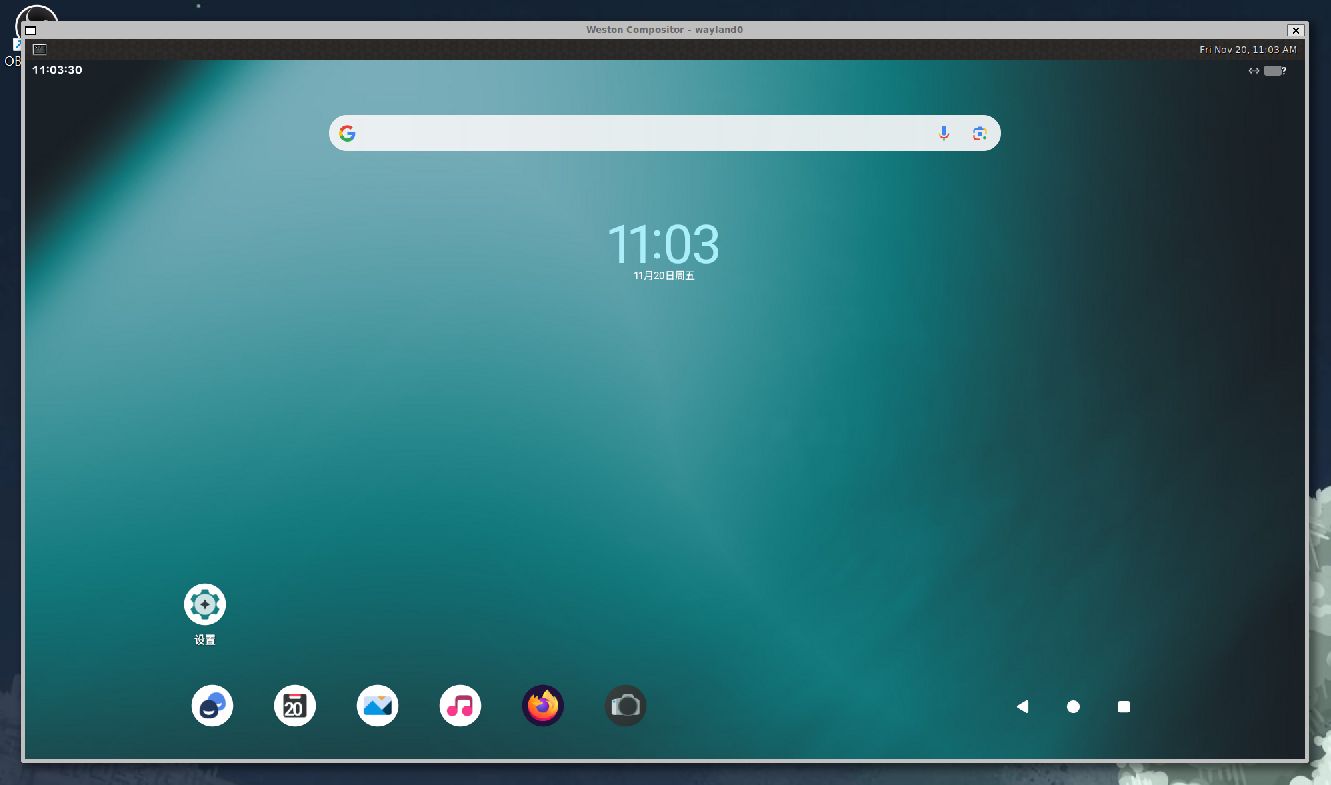 Weston Compositor - wayland0
OB
Fri Nov 20, 11:03 AM
11:03:30
?
11:03
11月20日周五
设置
20